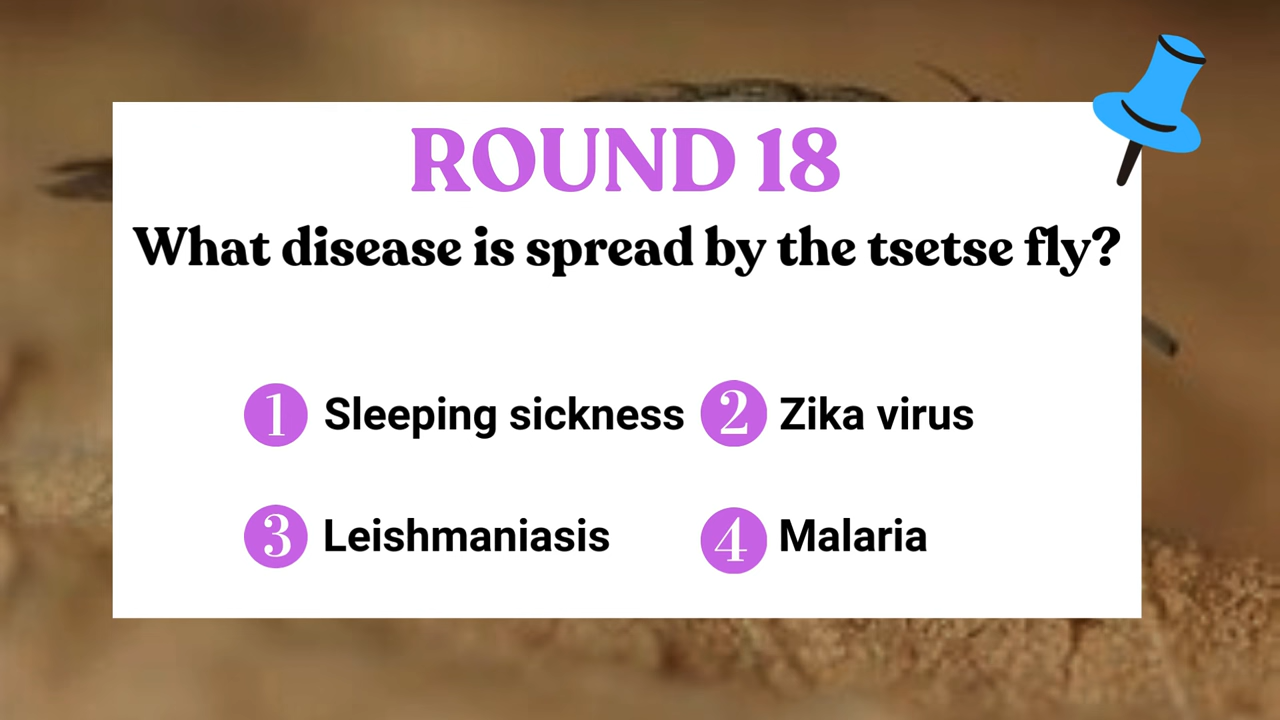 ROUND 18
What disease is spread by the tsetse fly?
1 Sleeping sickness
2 Zika virus
3 Leishmaniasis
4 Malaria